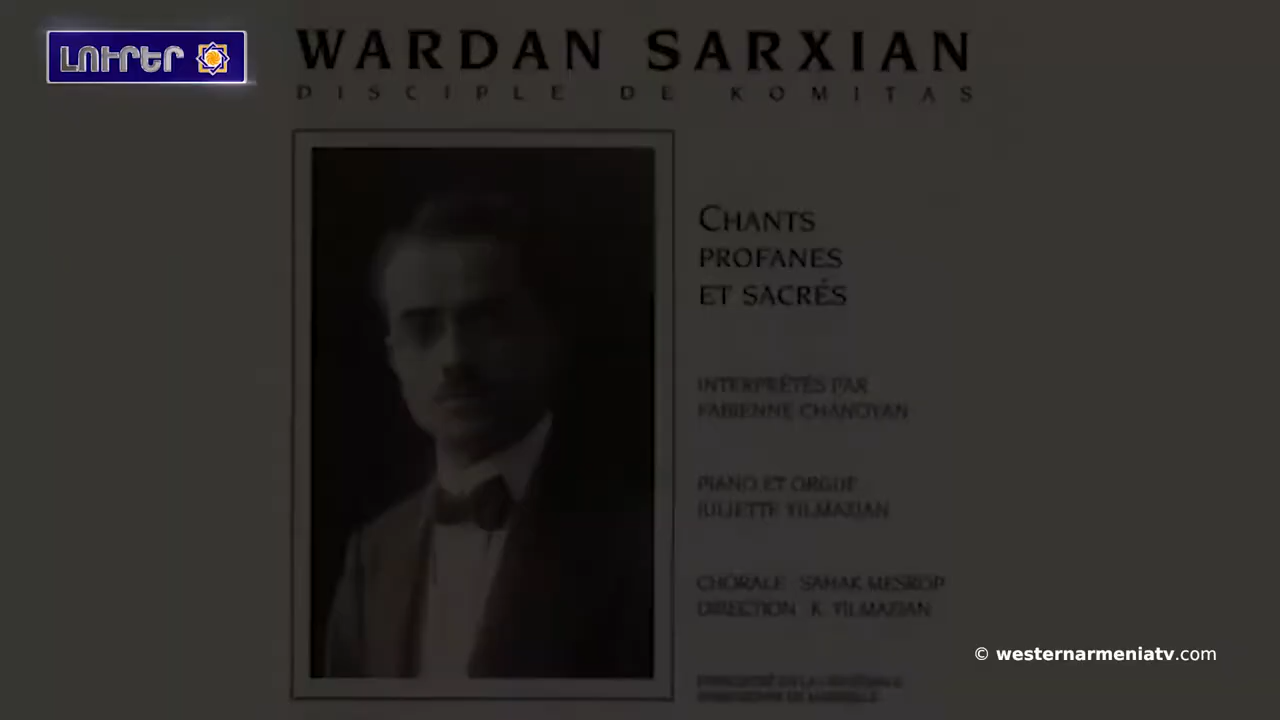 ԼՈՒՐԵՐ
WARDAN SARXIAN
DISCIPLE DE KOMITAS
CHANTS
PROFANES
ET SACRÉS
INTERPRÉTÉS PAR
FABIENNE CHANOYAN
PIANO ET ORGUE
JULIETTE YILMAZIAN
CHORALE SAHAK MESROP
DIRECTION K. YILMAZIAN
© westernarmeniatv.com